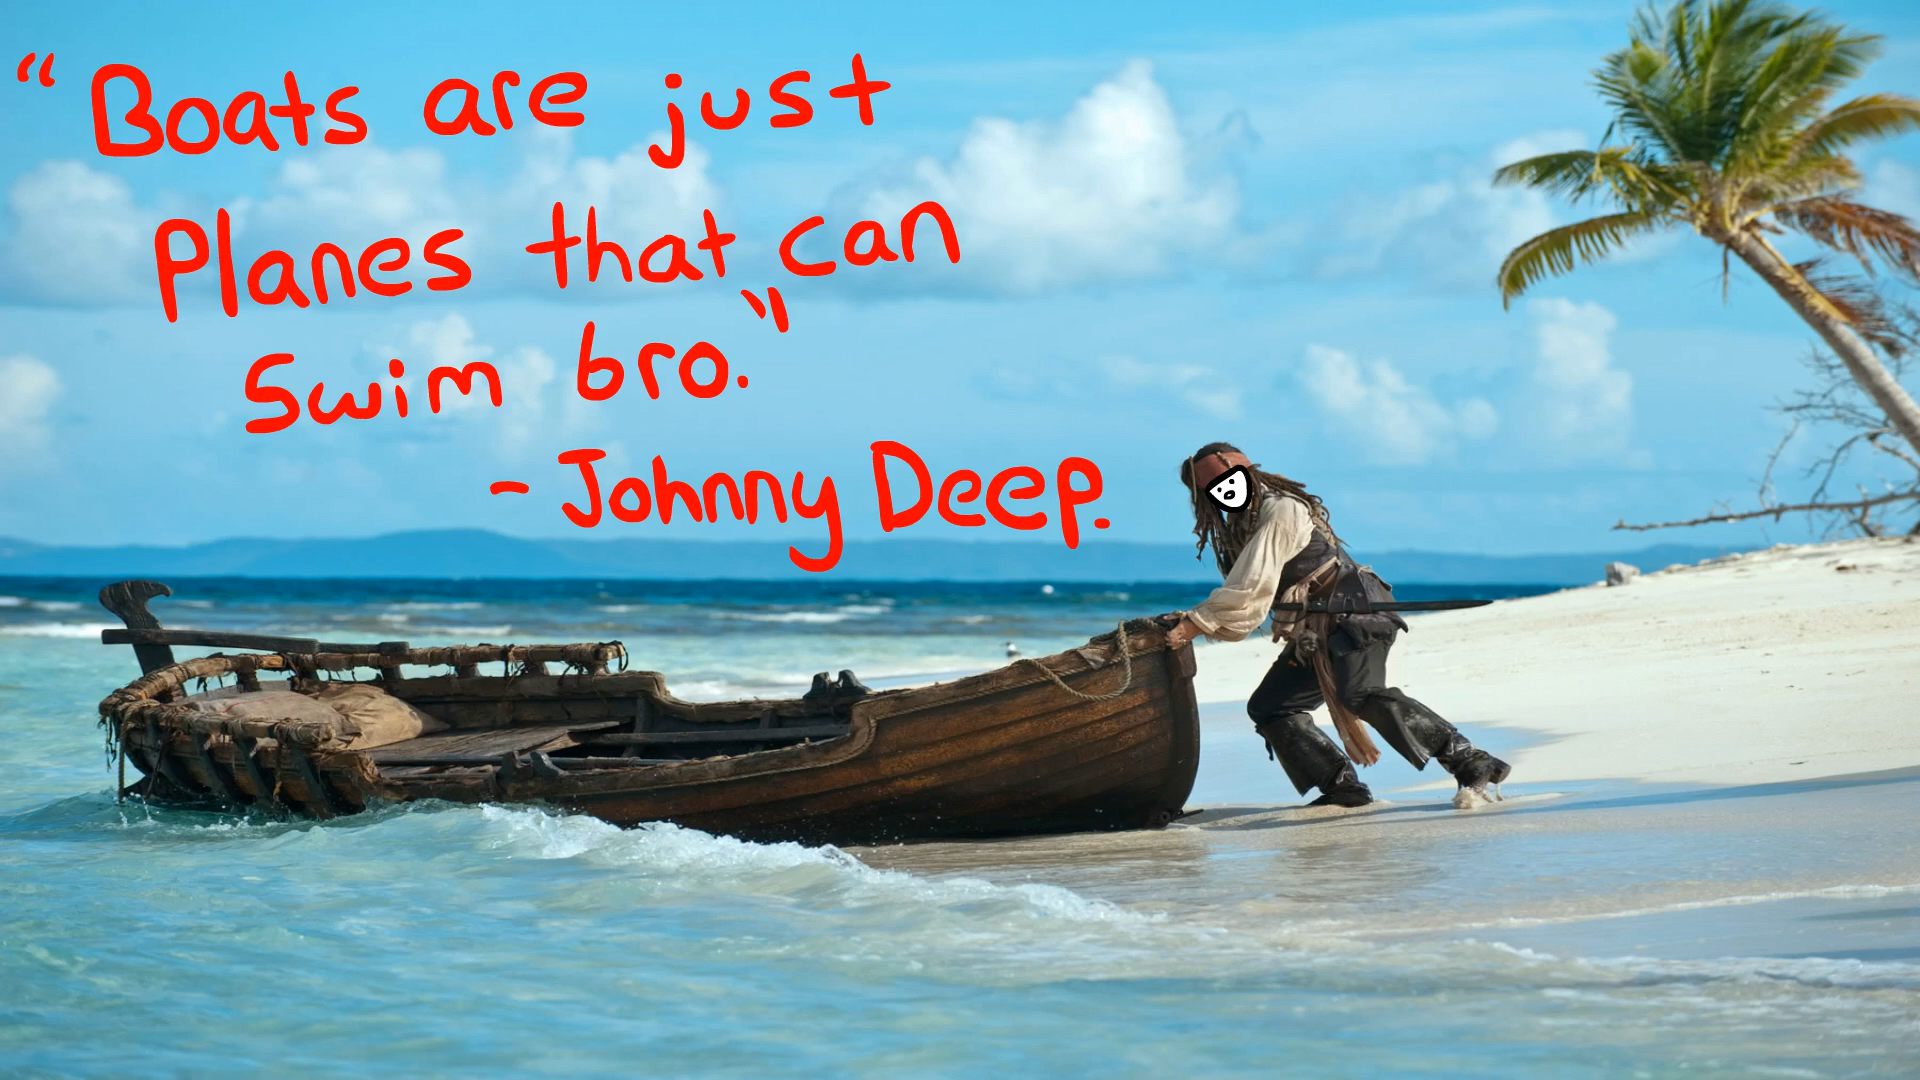 "Boats are just
Planes that can
Swim bro."
- Johnny Deep.